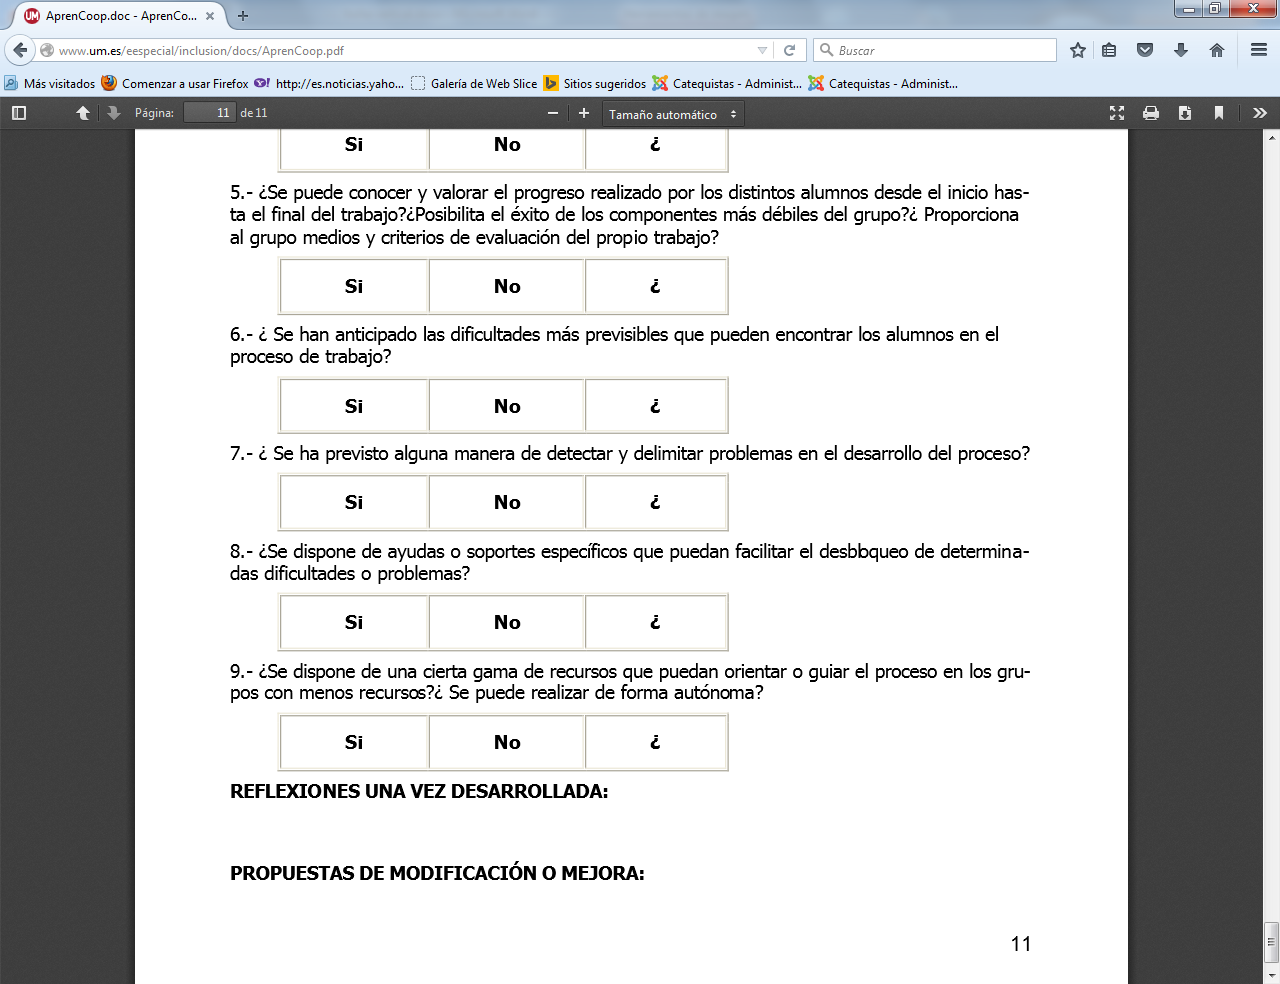 AprenCoop.doc - AprenCo...
www.um.es/eespecial/inclusion/docs/AprenCoop.pdf
Buscar
Más visitados
Comenzar a usar Firefox
http://es.noticias.yaho...
Galería de Web Slice
Sitios sugeridos
Catequistas - Administ...
Catequistas - Administ...
Página: 11 de 11
Tamaño automático
Si No ¿
5.- ¿Se puede conocer y valorar el progreso realizado por los distintos alumnos desde el inicio has-
ta el final del trabajo?¿Posibilita el éxito de los componentes más débiles del grupo?¿ Proporciona
al grupo medios y criterios de evaluación del propio trabajo?
Si No ¿
6.- ¿ Se han anticipado las dificultades más previsibles que pueden encontrar los alumnos en el
proceso de trabajo?
Si No ¿
7.- ¿ Se ha previsto alguna manera de detectar y delimitar problemas en el desarrollo del proceso?
Si No ¿
8.- ¿Se dispone de ayudas o soportes específicos que puedan facilitar el desbbqueo de determina-
das dificultades o problemas?
Si No ¿
9.- ¿Se dispone de una cierta gama de recursos que puedan orientar o guiar el proceso en los gru-
pos con menos recursos?¿ Se puede realizar de forma autónoma?
Si No ¿
REFLEXIONES UNA VEZ DESARROLLADA:
PROPUESTAS DE MODIFICACIÓN O MEJORA:
11